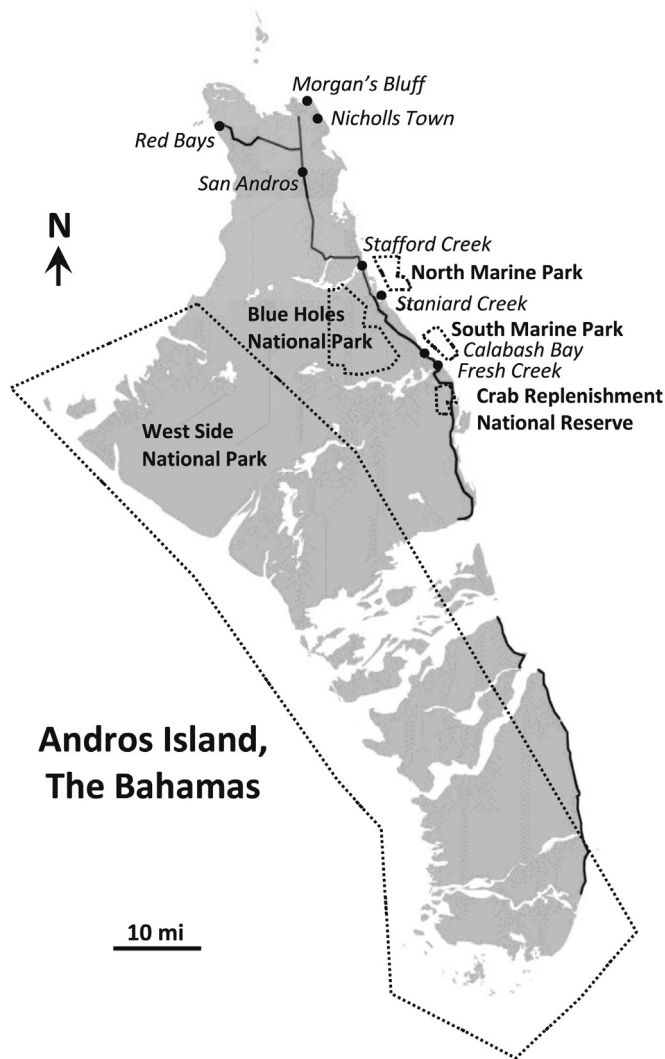 Morgan's Bluff
Nicholls Town
Red Bays
San Andros
N
Stafford Creek
North Marine Park
Staniard Creek
Blue Holes
National Park
South Marine Park
Calabash Bay
Fresh Creek
Crab Replenishment
National Reserve
West Side
National Park
Andros Island,
The Bahamas
10 mi